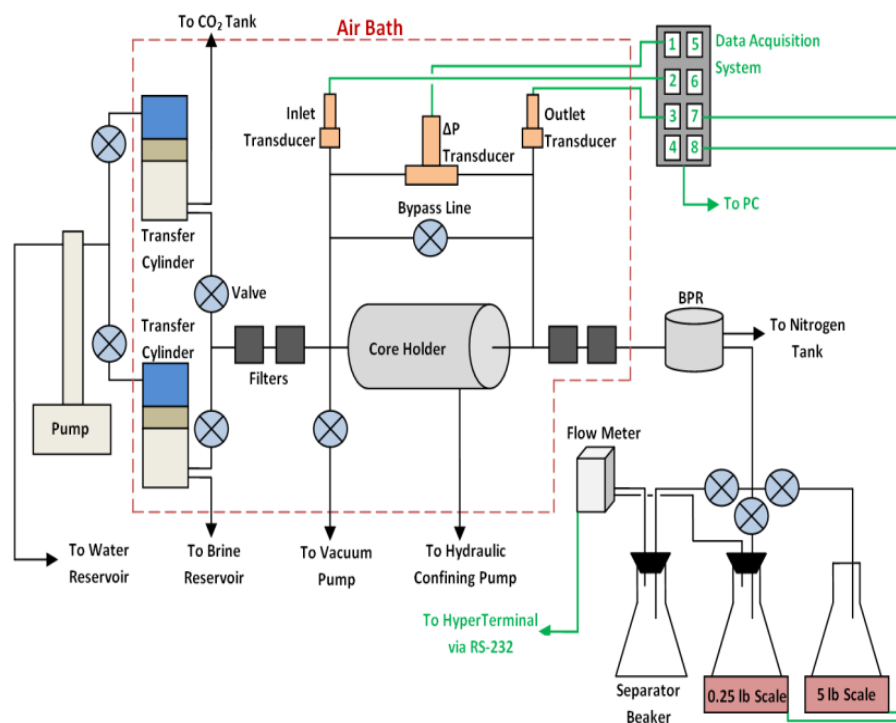 To CO₂ Tank
Air Bath
1 5
Data Acquisition
System
2 6
3 7
4 8
Inlet
Transducer
ΔP
Transducer
Outlet
Transducer
To PC
Bypass Line
Transfer
Cylinder
Valve
BPR
To Nitrogen
Tank
Transfer
Cylinder
Core Holder
Filters
Pump
Flow Meter
To Water
Reservoir
To Brine
Reservoir
To Vacuum
Pump
To Hydraulic
Confining Pump
To HyperTerminal
via RS-232
Separator
Beaker
0.25 lb Scale
5 lb Scale